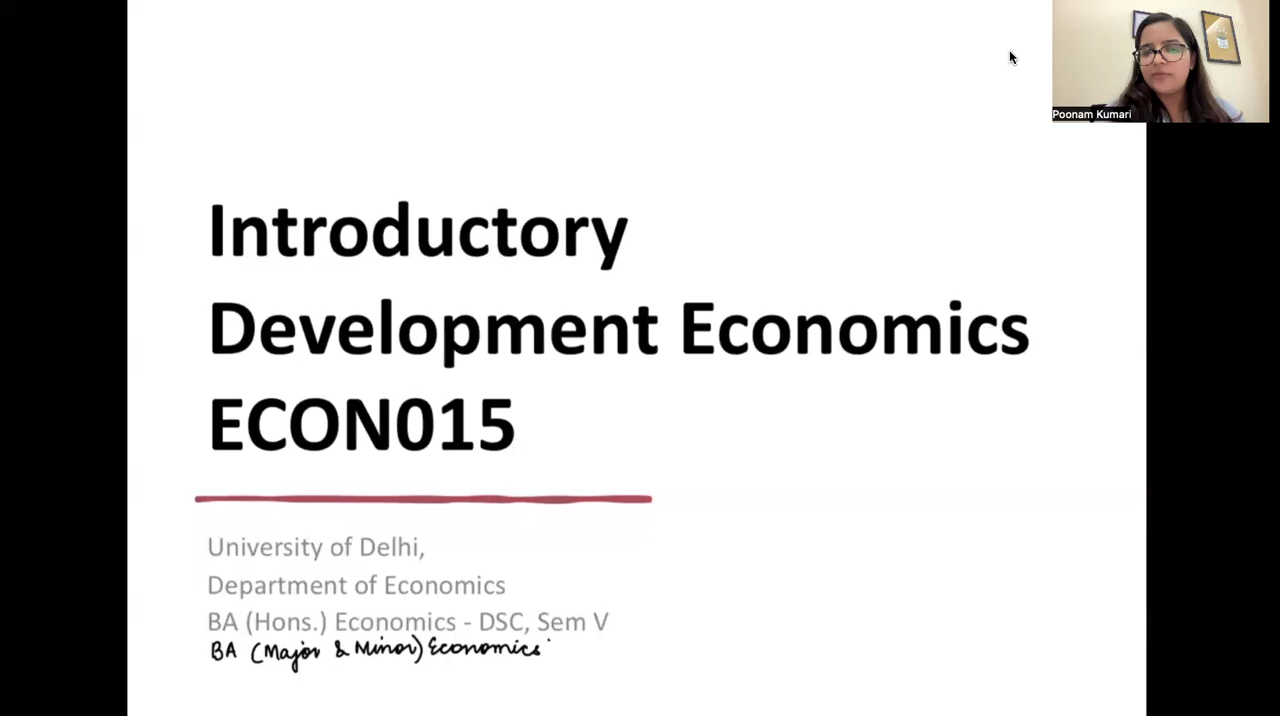 Poonam Kumari
Introductory
Development Economics
ECON015
University of Delhi,
Department of Economics
BA (Hons.) Economics - DSC, Sem V
BA (Major & Minor) Economics